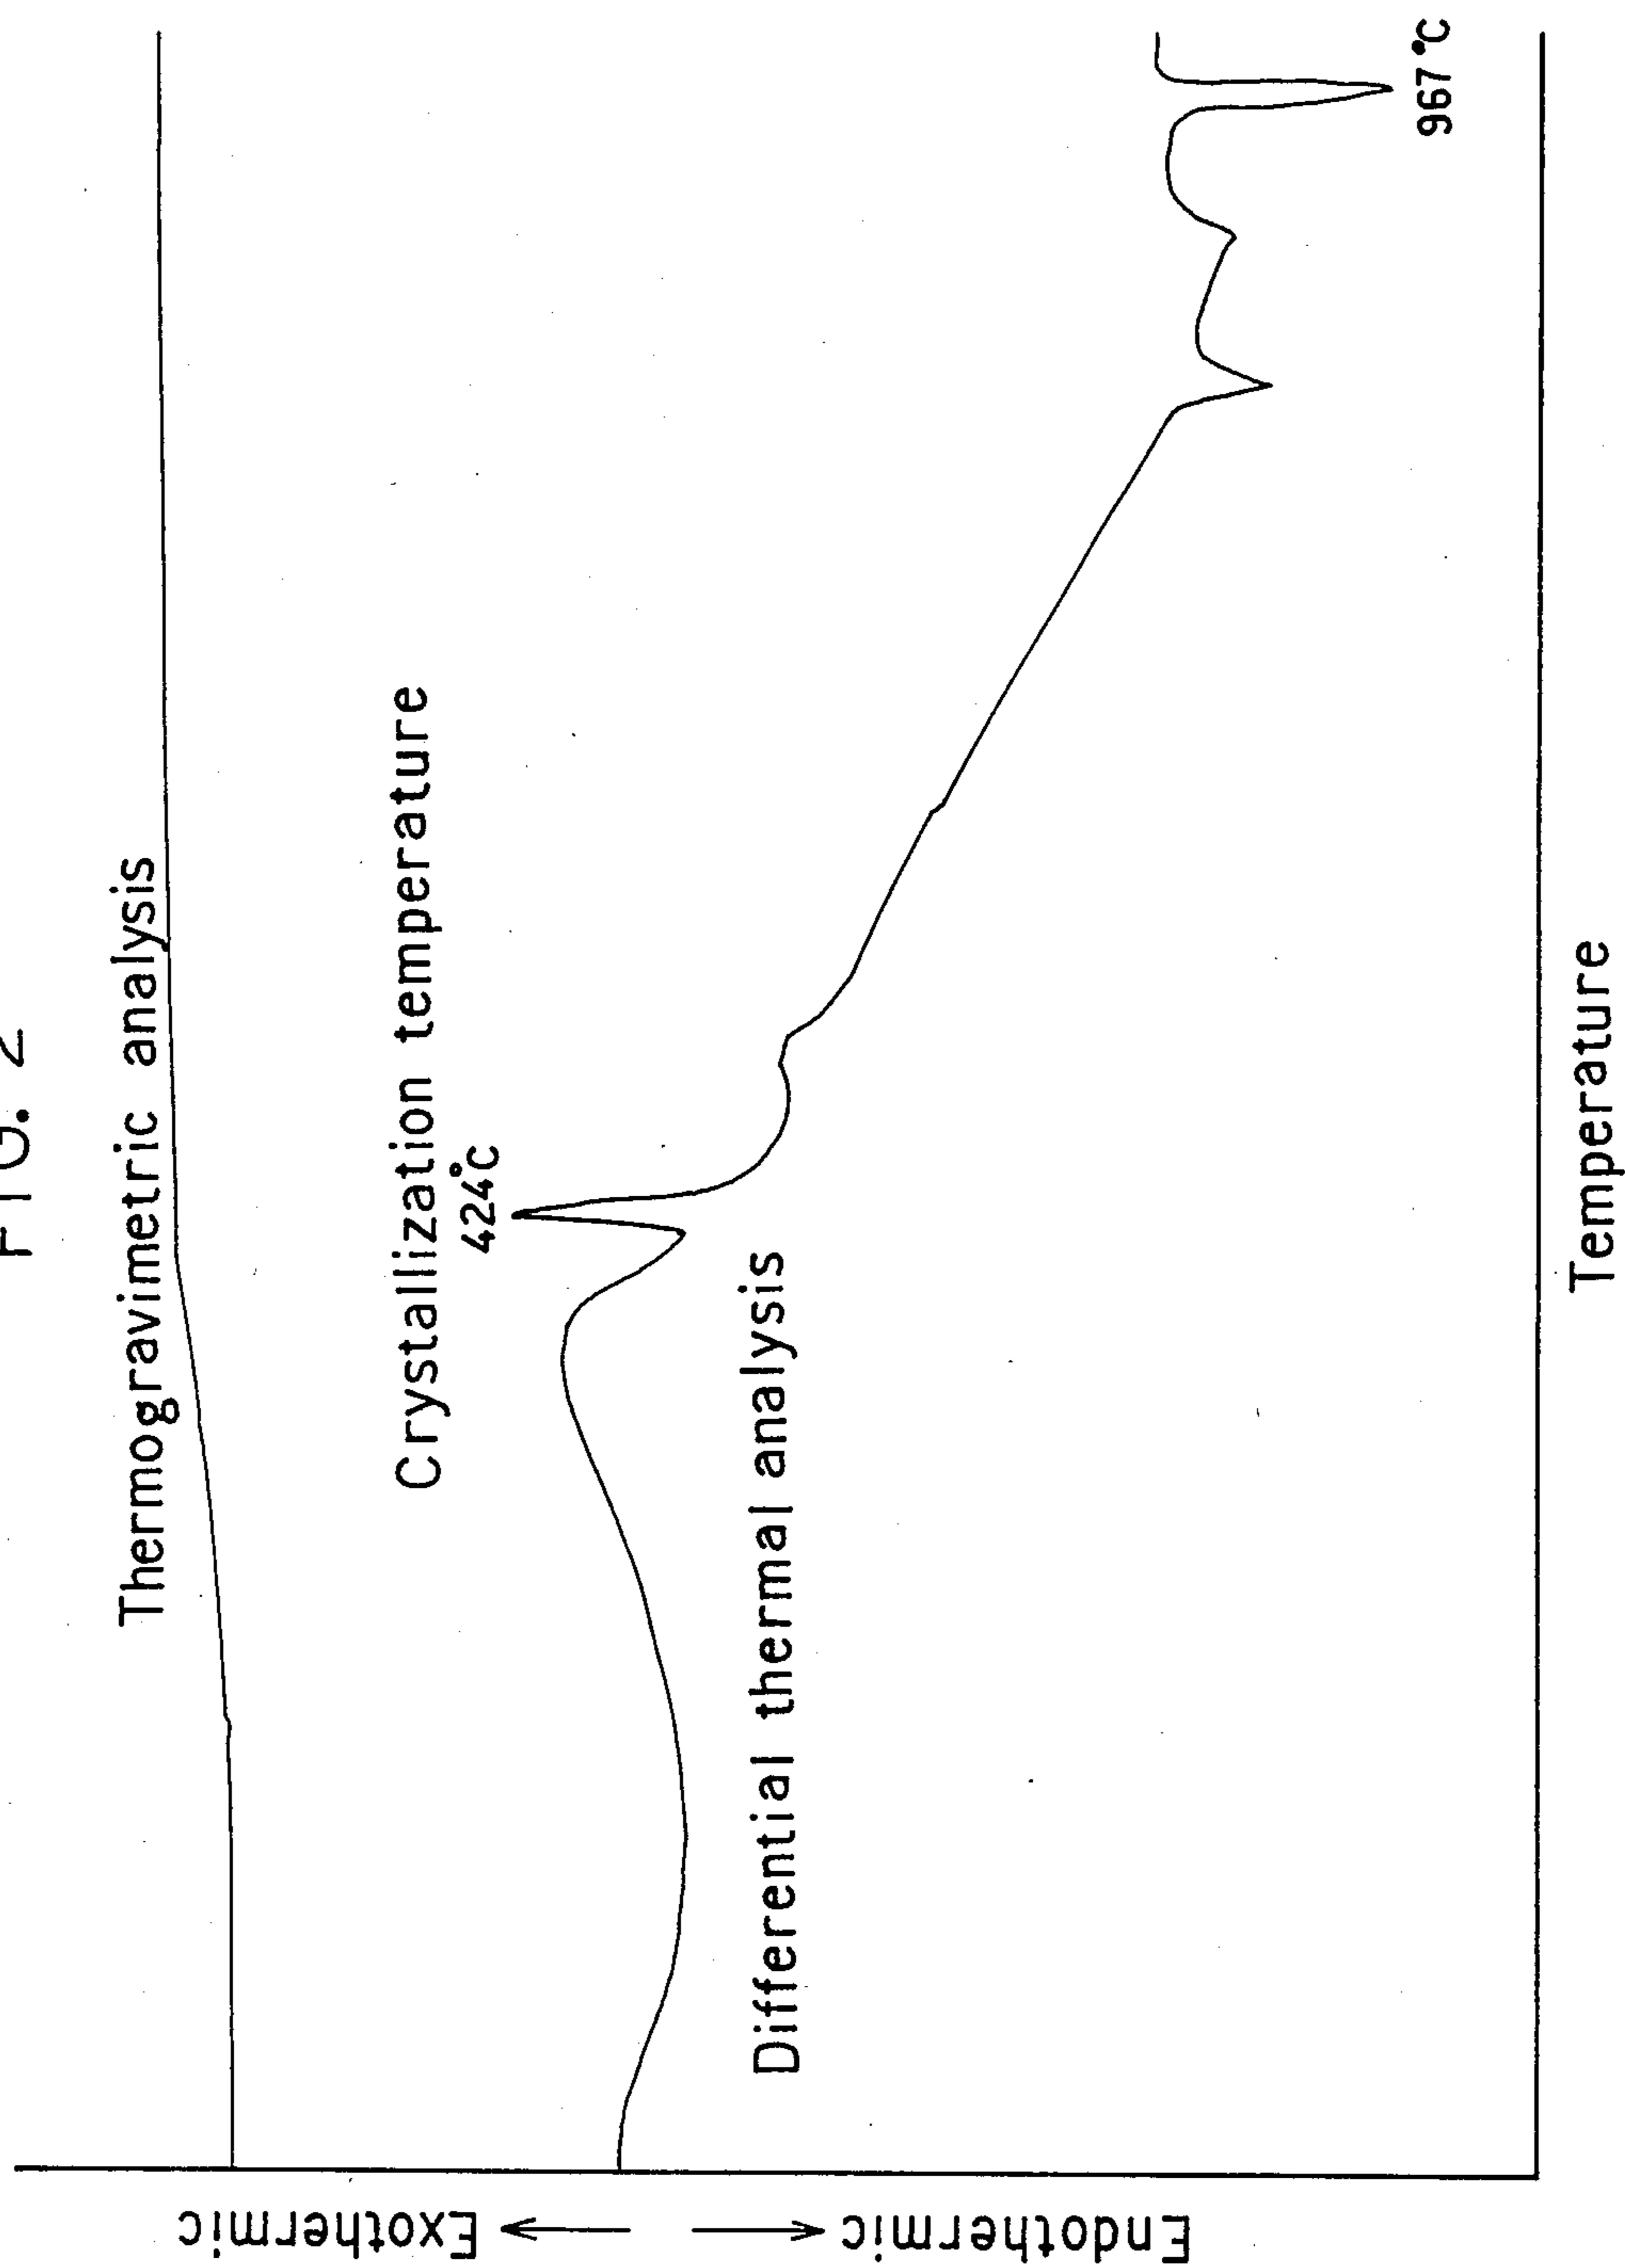 FIG. 2
Thermogravimetric analysis
Crystallization temperature
424°C
Differential thermal analysis
967°C
Exothermic
Endothermic
Temperature